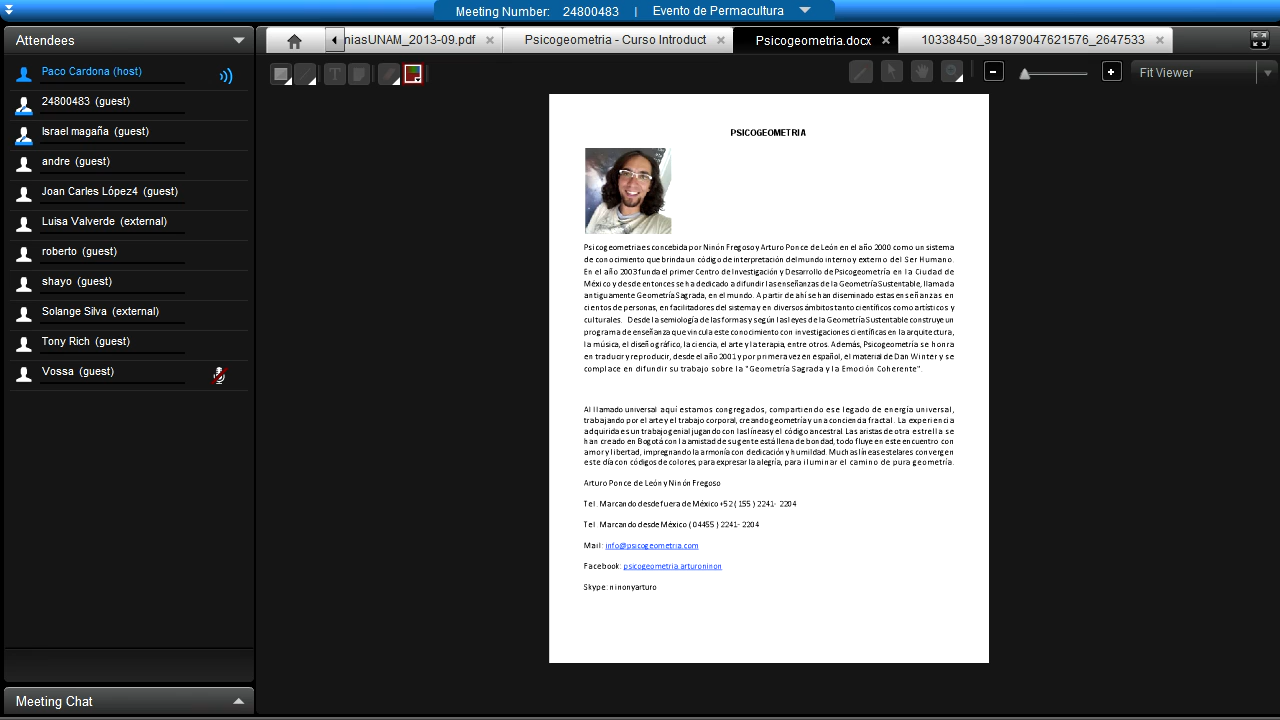 Meeting Number: 24800483 | Evento de Permacultura
Attendees
Paco Cardona (host)
24800483 (guest)
Israel magaña (guest)
andre (guest)
Joan Carles López4 (guest)
Luisa Valverde (external)
roberto (guest)
shayo (guest)
Solandi Silva (external)
Tony Rich (guest)
Vossa (guest)
Meeting Chat
niasUNAM_2013-09.pdf
Psicogeometria - Curso Introduct
Psicogeometria.docx
10338450_391879047621576_2647533
Fit Viewer
PSICOGEOMETRIA
Psicogeometria es concebida por Ninón Fregoso y Arturo Ponce de León en el año 2000 como un sistema
de conocimiento que brinda un código de interpretación del mundo interno y externo del Ser Humano.
En el año 2003 funda el primer Centro de Investigación y Desarrollo de Psicogeometría en la Ciudad de
México y desde entonces se ha dedicado a difundir las enseñanzas de la Geometría Sustentable, llamada
antiguamente Geometría Sagrada, en el mundo. A partir de ahí se han diseminado estas enseñanzas en
cientos de personas, en facilitadores del sistema y en diversos ámbitos tanto científicos como artísticos y
culturales. Desde la semiología de las formas y según las leyes de la Geometría Sustentable construye un
programa de enseñanza que vincula este conocimiento con investigaciones científicas en la arquitectura,
la música, el diseño gráfico, la ciencia, el arte y la terapia, entre otros. Además, Psicogeometría se honra
en traducir y reproducir, desde el año 2001 y por primera vez en español, el material de Dan Winter y se
complace en difundir su trabajo sobre la "Geometría Sagrada y la Emoción Coherente".
Al llamado universal aquí estamos congregados, compartiendo ese legado de energía universal,
trabajando por el arte y el trabajo corporal, creando geometría y una conciencia fractal. La experiencia
adquirida es un trabajo genial jugando con las líneas y el código ancestral. Las aristas de otra estrella se
han creado en Bogotá con la amistad de su gente está llena de bondad, todo fluye en este encuentro con
amor y libertad, impregnando la armonía con dedicación y humildad. Muchas líneas estelares convergen
este día con códigos de colores, para expresar la alegría, para iluminar el camino de pura geometría.
Arturo Ponce de León y Ninón Fregoso
Tel. Marcando desde fuera de México +52 ( 155 ) 2241- 2204
Tel. Marcando desde México ( 04455 ) 2241- 2204
Mail: info@psicogeometria.com
Facebook: psicogeometria arturoninon
Skype: ninonyarturo